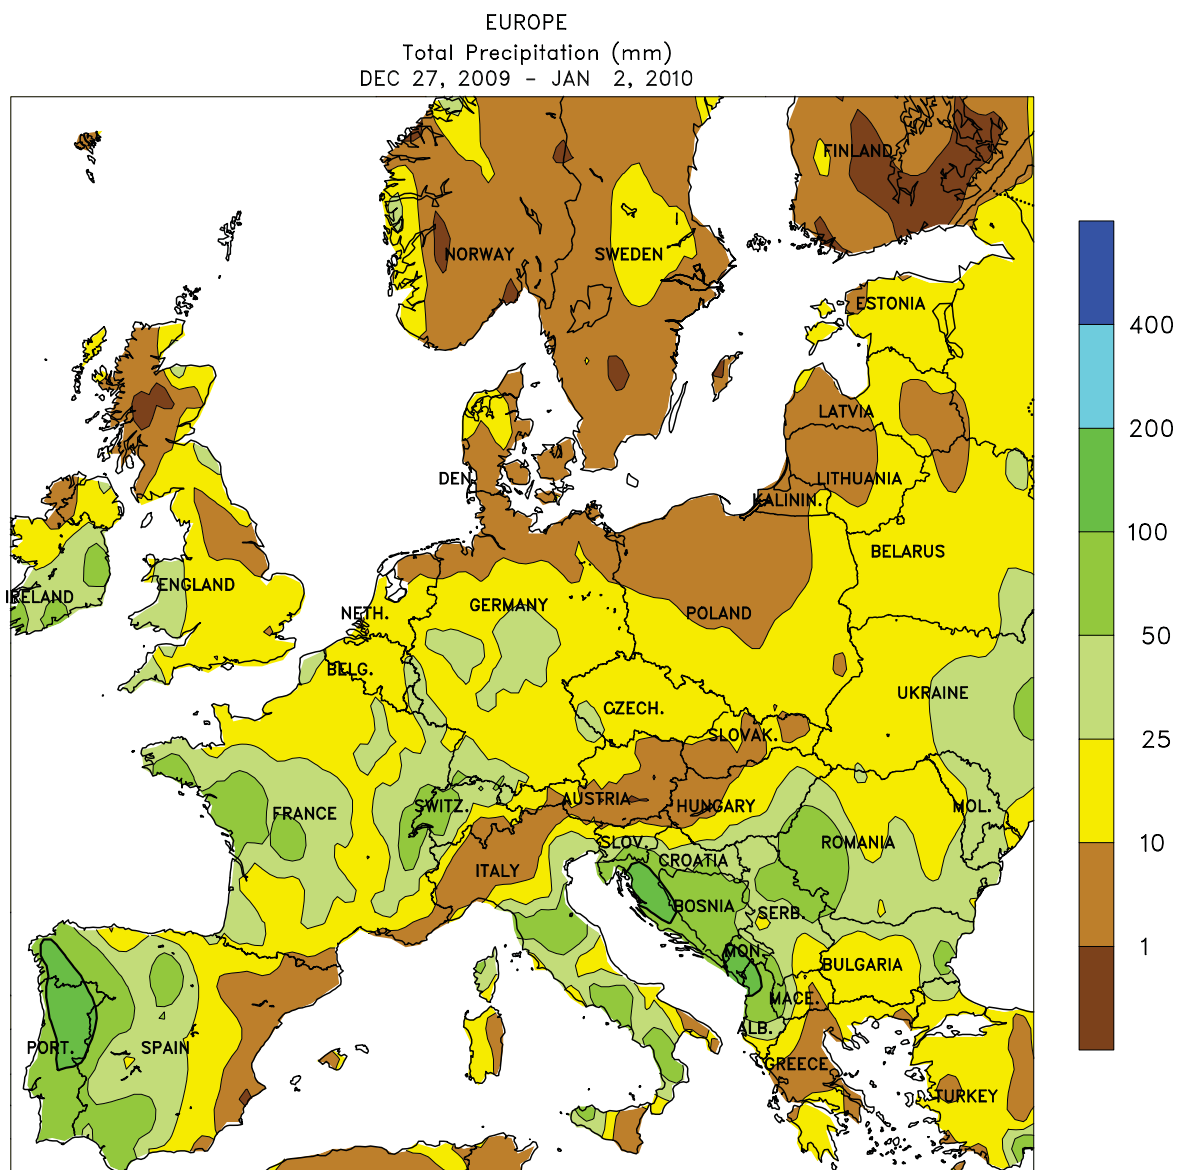 EUROPE
Total Precipitation (mm)
DEC 27, 2009 - JAN 2, 2010
FINLAND
NORWAY
SWEDEN
ESTONIA
400
LATVIA
200
DEN.
LITHUANIA
KALININ.
100
BELARUS
ENGLAND
IRELAND
NETH.
GERMANY
POLAND
50
BELG.
UKRAINE
CZECH.
SLOVAK.
25
AUSTRIA
HUNGARY
MOL.
FRANCE
SWITZ.
SLOV.
ROMANIA
10
CROATIA
ITALY
BOSNIA
SERB.
1
MON.
BULGARIA
MACE.
ALB.
PORT.
SPAIN
GREECE
TURKEY